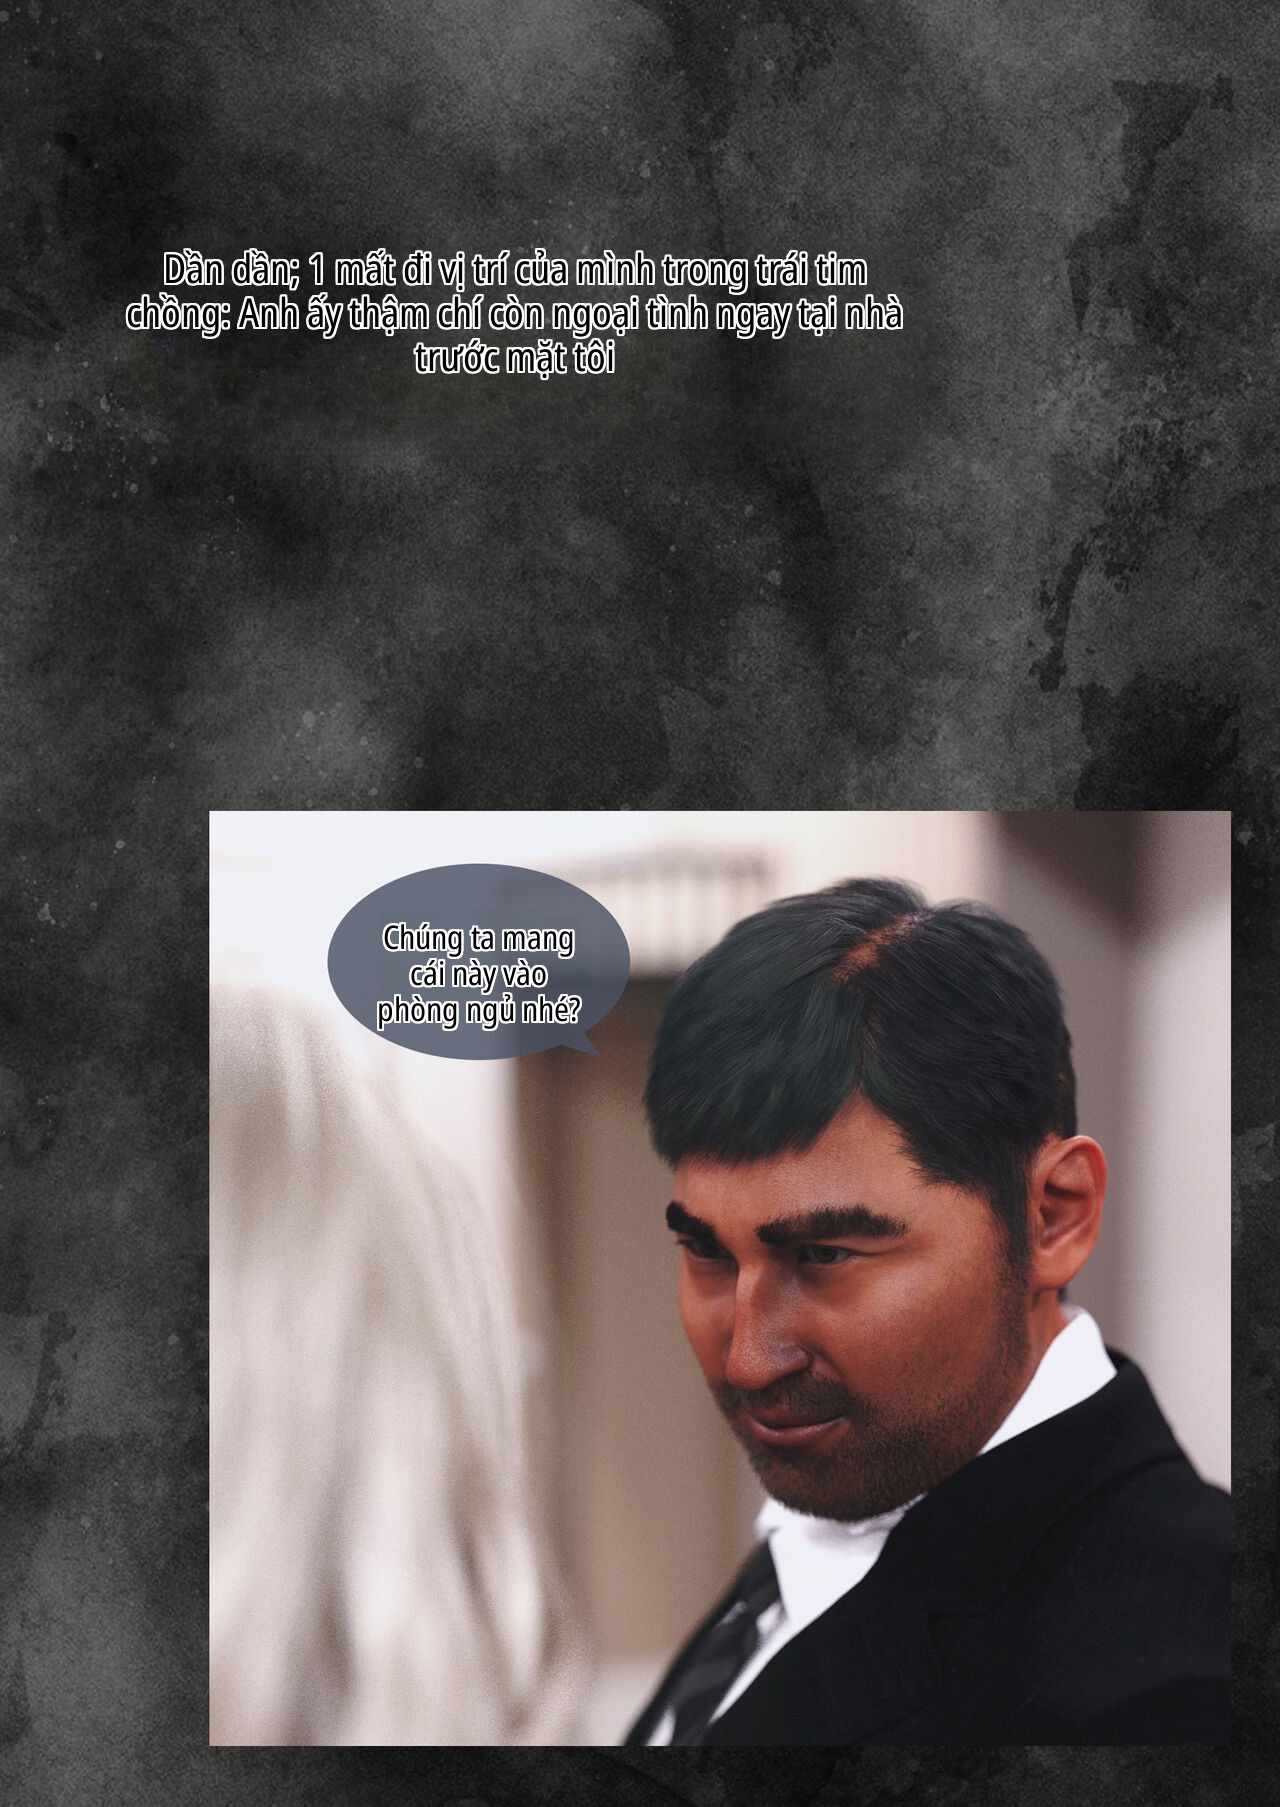 Dần dần; 1 mất đi vị trí của mình trong trái tim
chồng: Anh ấy thậm chí còn ngoại tình ngay tại nhà
trước mặt tôi
Chúng ta mang
cái này vào
phòng ngủ nhé?